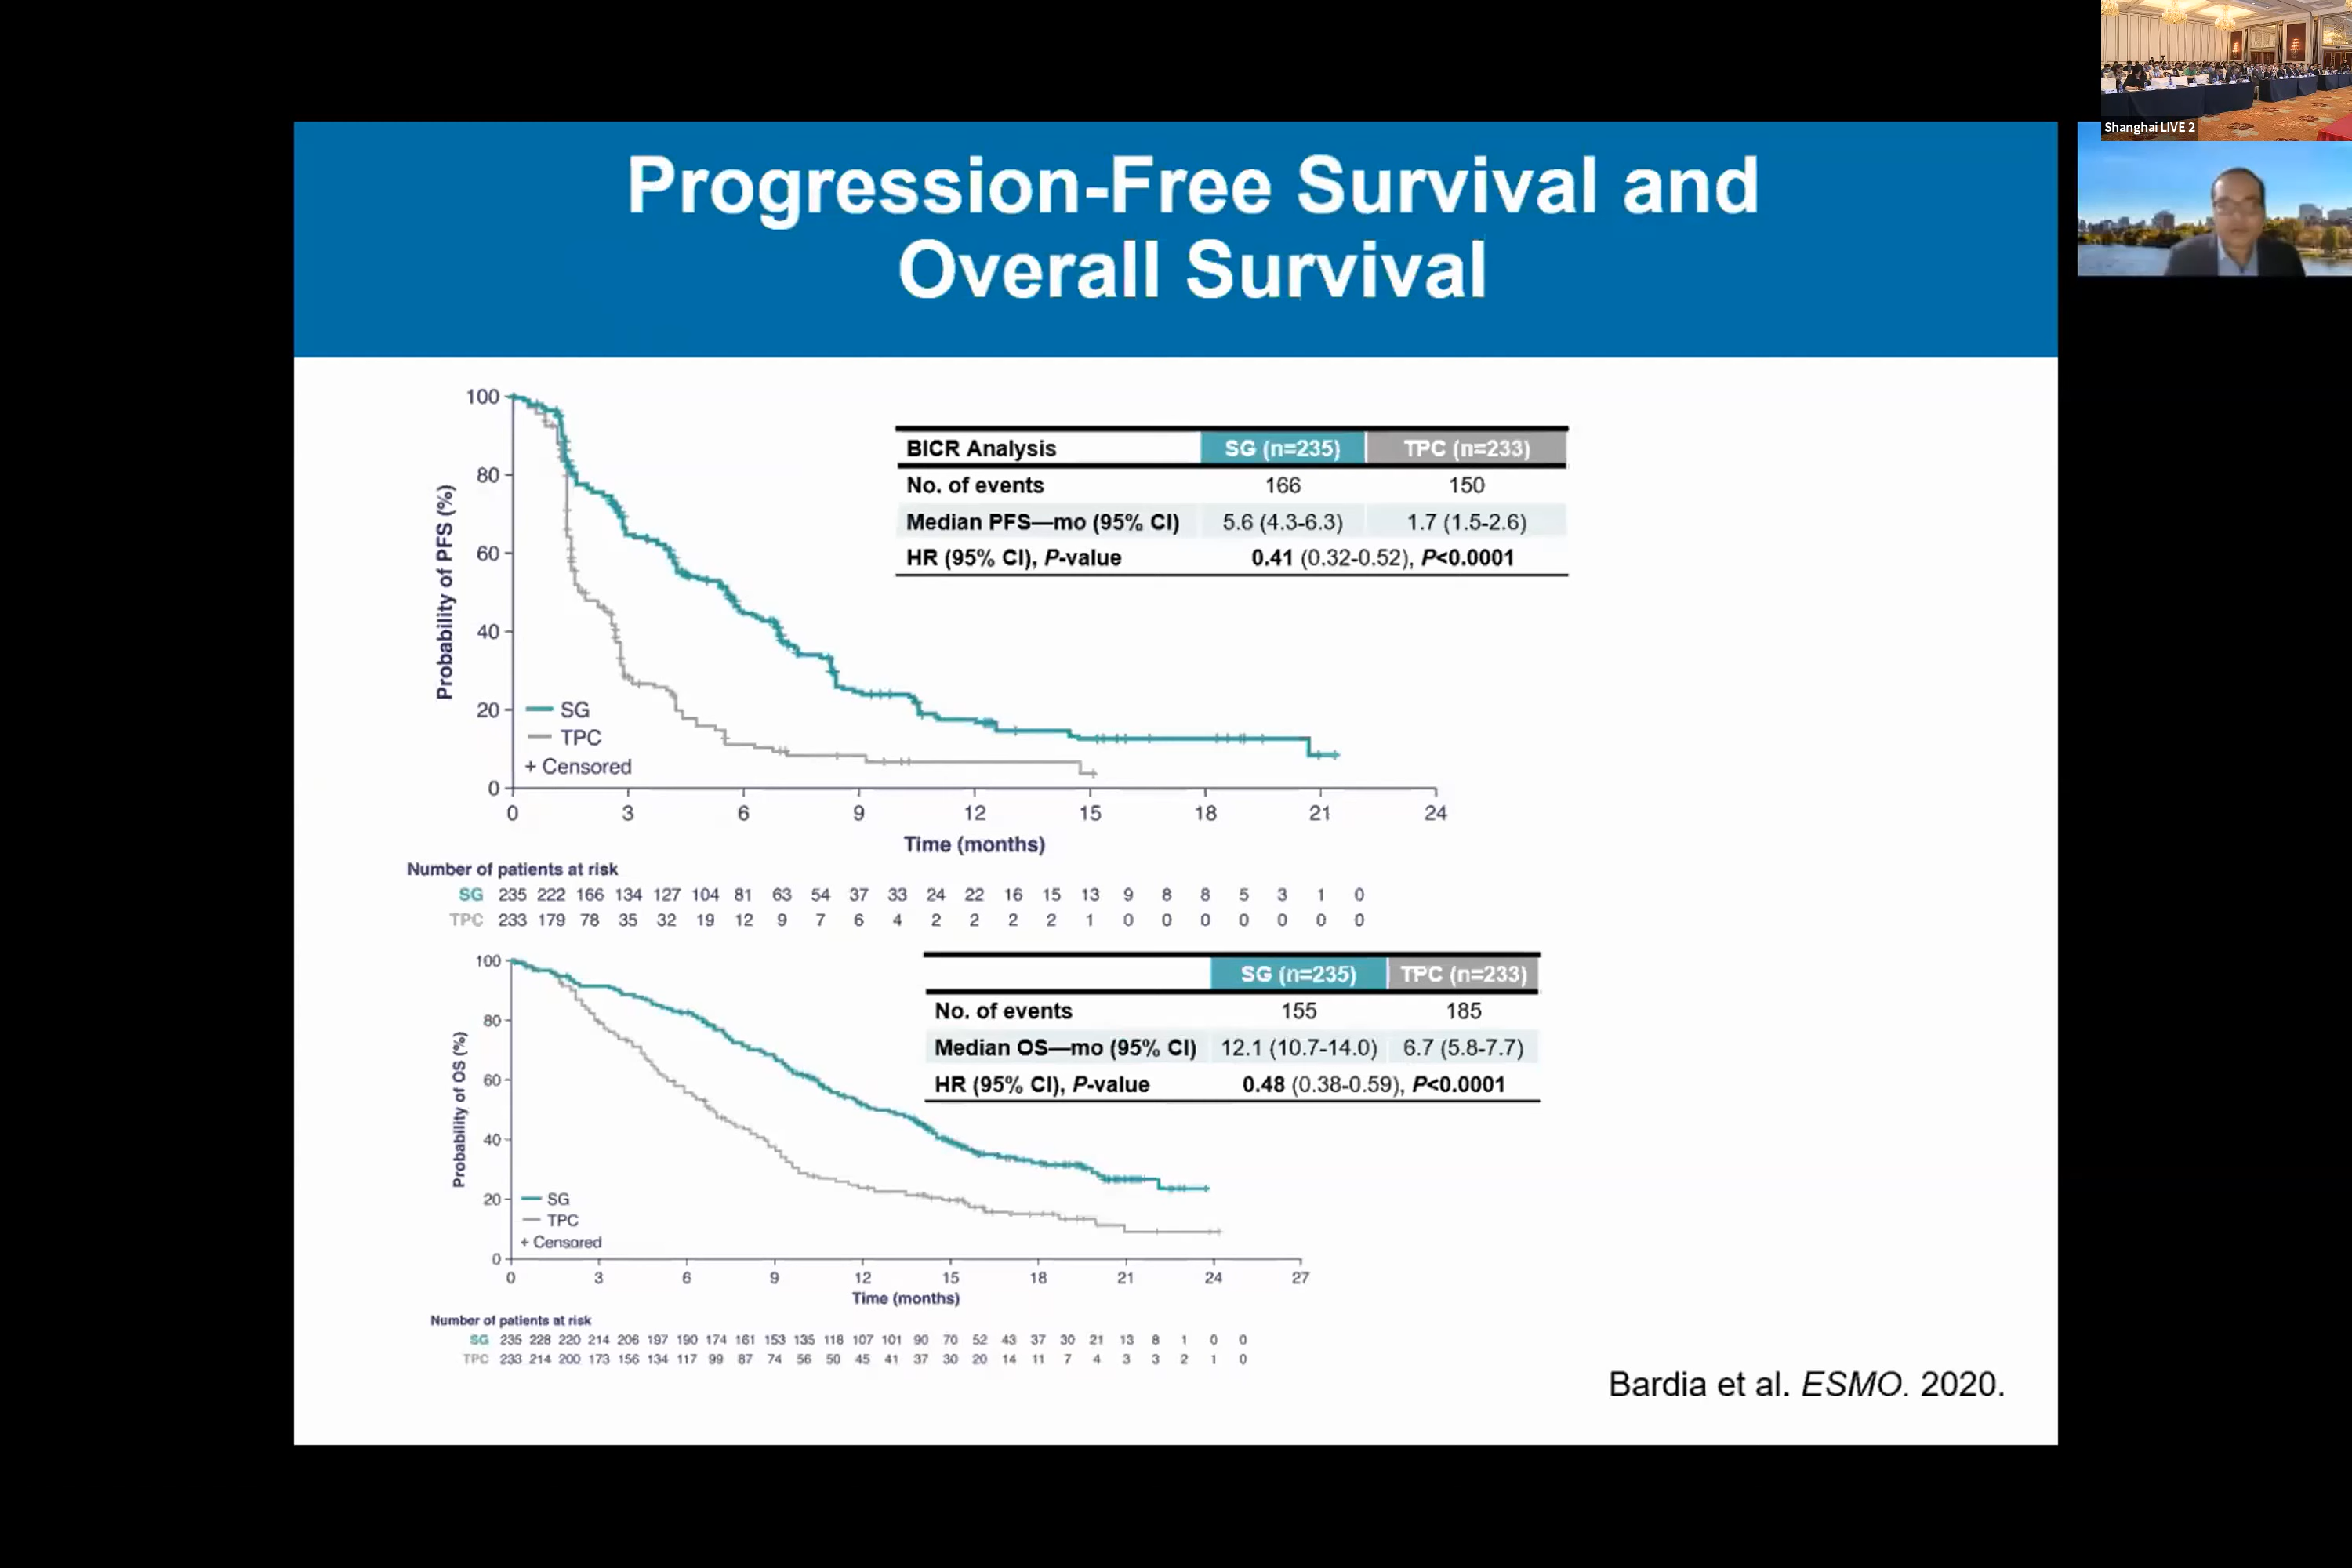 Shanghai LIVE 2
Progression-Free Survival and
Overall Survival
Probability of PFS (%)
100
80
60
40
20
0
SG
TPC
+ Censored
0 3 6 9 12 15 18 21 24
Time (months)
BICR Analysis SG (n=235) TPC (n=233)
No. of events 166 150
Median PFS—mo (95% CI) 5.6 (4.3-6.3) 1.7 (1.5-2.6)
HR (95% CI), P-value 0.41 (0.32-0.52), P<0.0001
Number of patients at risk
SG 235 222 166 134 127 104 81 63 54 37 33 24 22 16 15 13 9 8 8 5 3 1 0
TPC 233 179 78 35 32 19 12 9 7 6 4 2 2 2 2 1 0 0 0 0 0 0 0
Probability of OS (%)
100
80
60
40
20
0
SG
TPC
+ Censored
0 3 6 9 12 15 18 21 24 27
Time (months)
SG (n=235) TPC (n=233)
No. of events 155 185
Median OS—mo (95% CI) 12.1 (10.7-14.0) 6.7 (5.8-7.7)
HR (95% CI), P-value 0.48 (0.38-0.59), P<0.0001
Number of patients at risk
SG 235 228 220 214 206 197 190 174 161 153 135 118 107 101 90 70 52 43 37 30 21 13 8 1 0 0
TPC 233 214 200 173 156 134 117 99 87 74 56 50 45 41 37 30 20 14 11 7 4 3 3 2 1 0
Bardia et al. ESMO. 2020.